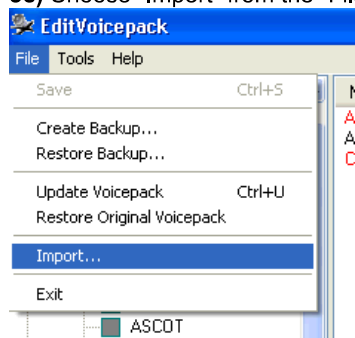 EditVoicepack
File Tools Help
Save Ctrl+S
Create Backup...
Restore Backup...
Update Voicepack Ctrl+U
Restore Original Voicepack
Import...
Exit
ASCOT